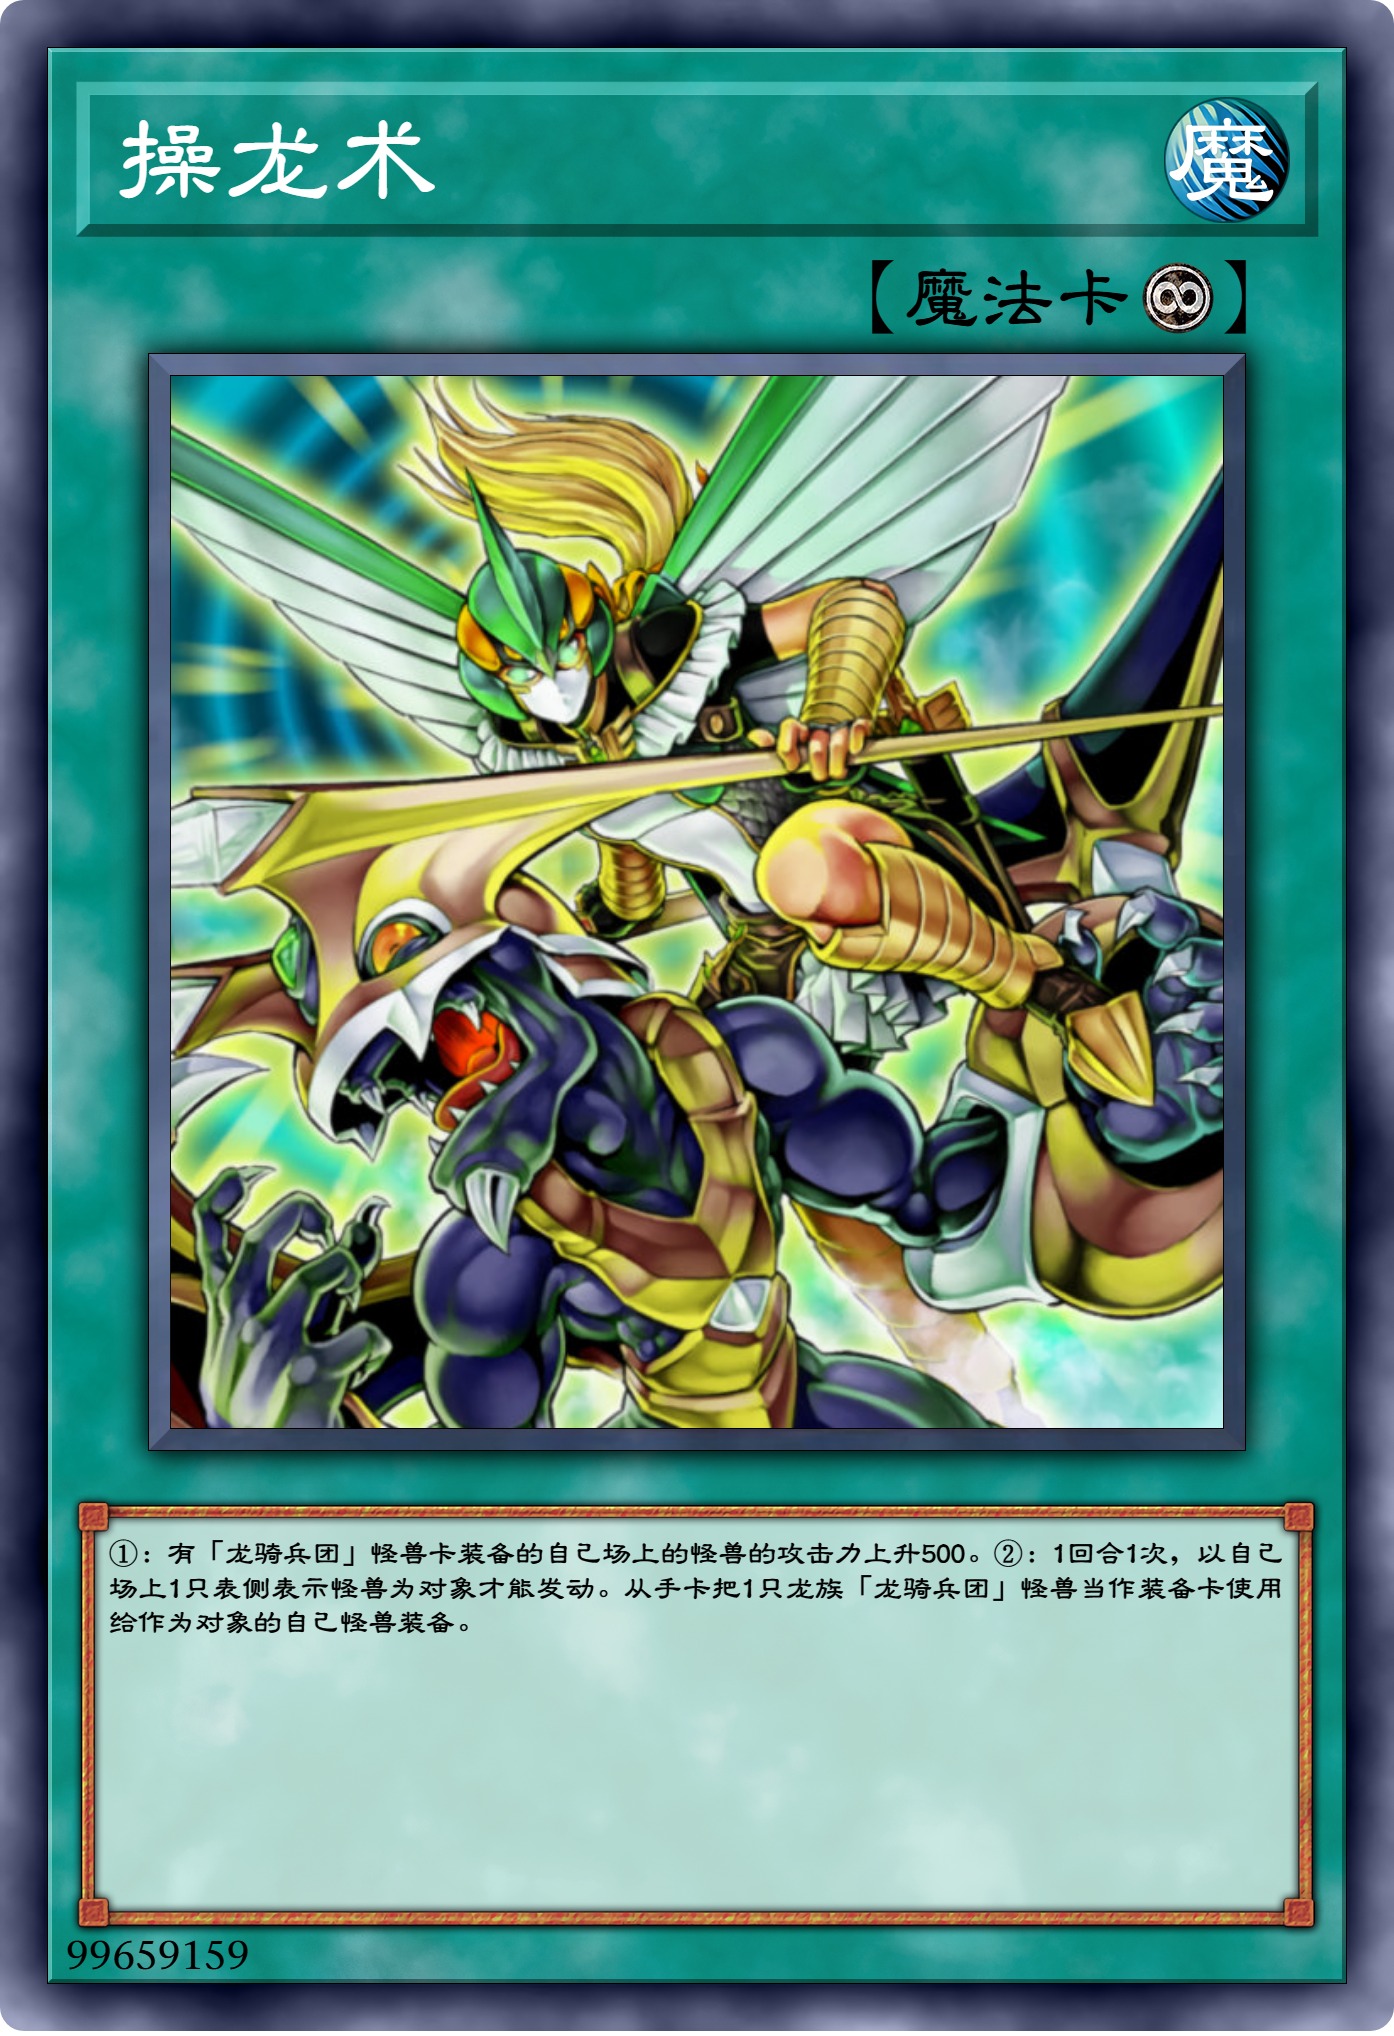 操龙术
魔
【魔法卡】
①：有「龙骑兵团」怪兽卡装备的自己场上的怪兽的攻击力上升500。②：1回合1次，以自己
场上1只表侧表示怪兽为对象才能发动。从手卡把1只龙族「龙骑兵团」怪兽当作装备卡使用
给作为对象的自己怪兽装备。
99659159